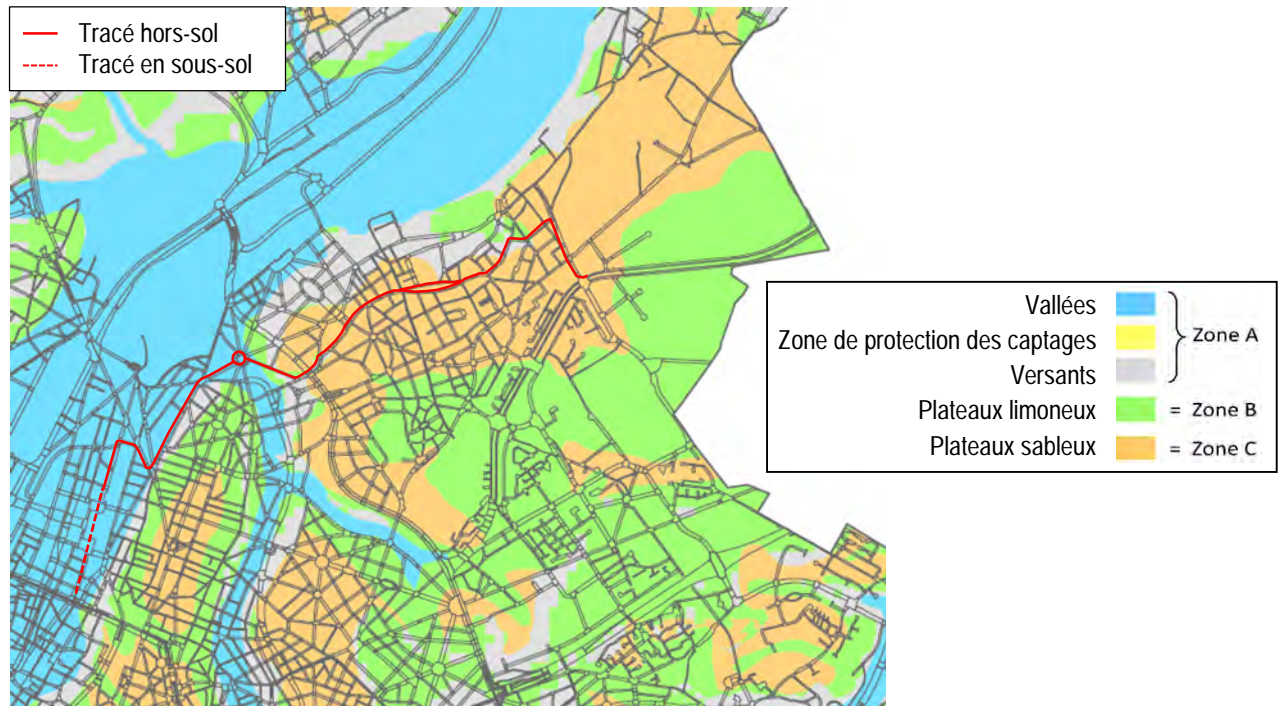 Tracé hors-sol
Tracé en sous-sol
Vallées
Zone de protection des captages
Versants
} Zone A
Plateaux limoneux = Zone B
Plateaux sableux = Zone C